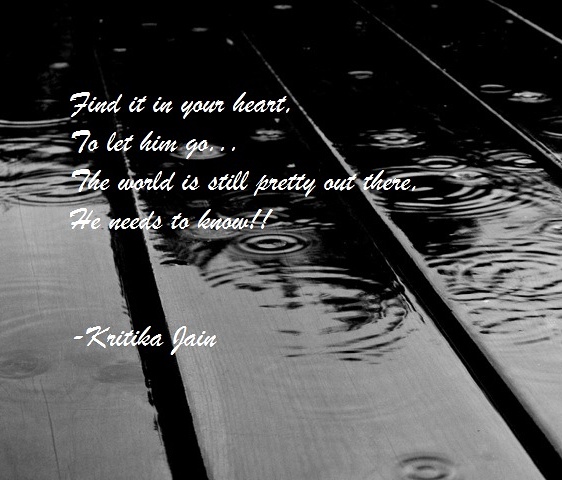 Find it in your heart,
To let him go...
The world is still pretty out there,
He needs to know!!
-Kritika Jain